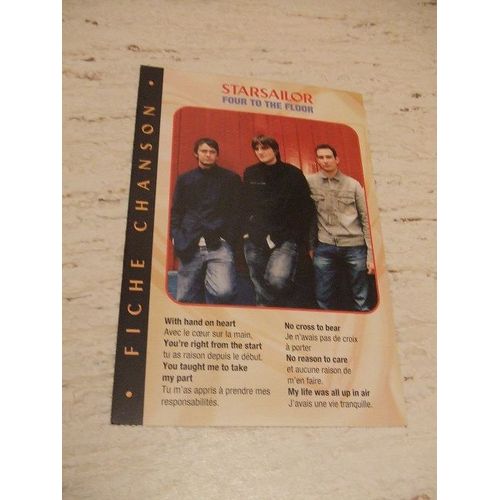 • FICHE CHANSON •
STARSAILOR
FOUR TO THE FLOOR
With hand on heart
Avec le cœur sur la main,
You're right from the start
tu as raison depuis le début.
You taught me to take
my part
Tu m'as appris à prendre mes
responsabilités.
No cross to bear
Je n'avais pas de croix
à porter
No reason to care
et aucune raison de
m'en faire.
My life was all up in air
J'avais une vie tranquille.